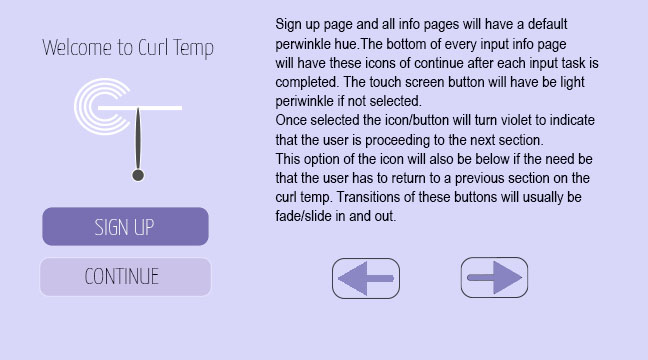 Welcome to Curl Temp
SIGN UP
CONTINUE
Sign up page and all info pages will have a default
perwinkle hue.The bottom of every input info page
will have these icons of continue after each input task is
completed. The touch screen button will have be light
periwinkle if not selected.
Once selected the icon/button will turn violet to indicate
that the user is proceeding to the next section.
This option of the icon will also be below if the need be
that the user has to return to a previous section on the
curl temp. Transitions of these buttons will usually be
fade/slide in and out.